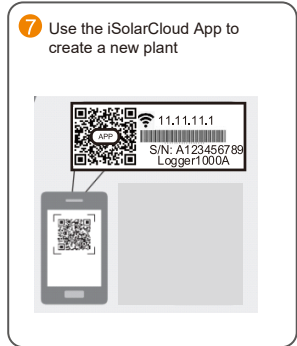 7 Use the iSolarCloud App to
create a new plant
APP
11.11.11.1
S/N: A123456789
Logger1000A